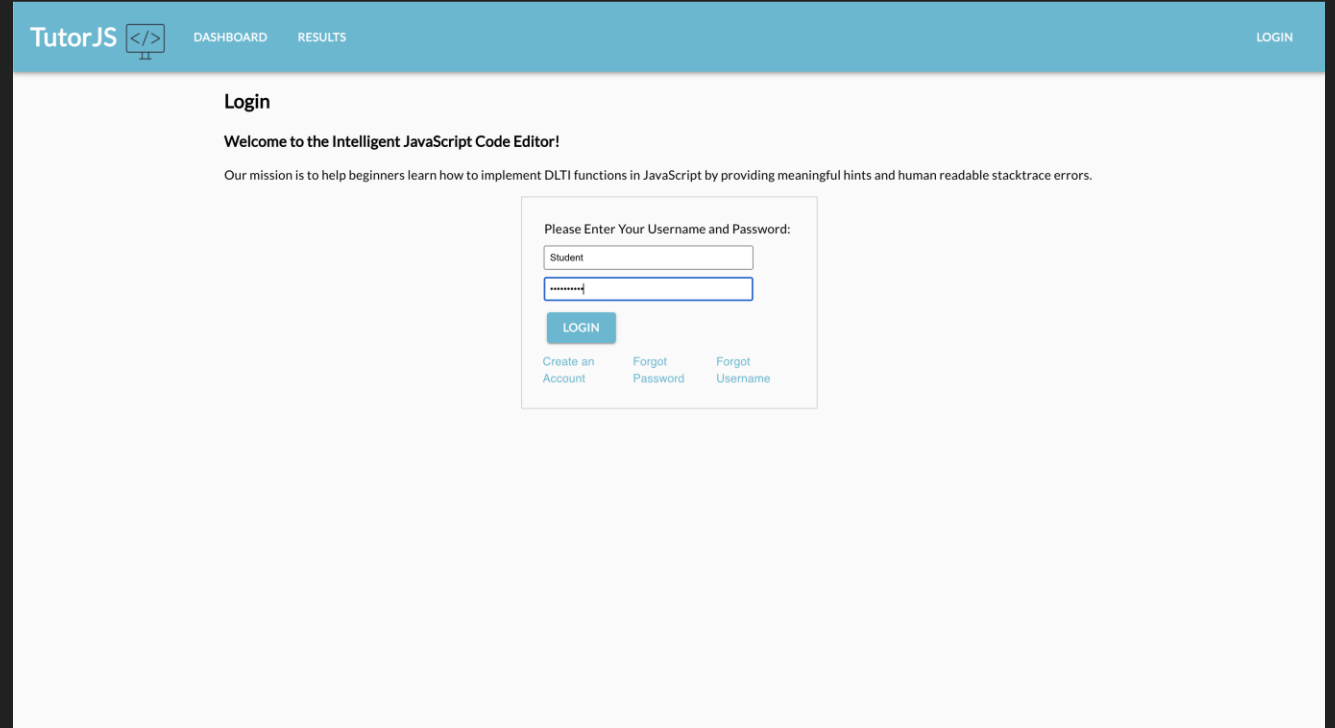 TutorJS </> DASHBOARD RESULTS LOGIN
Login
Welcome to the Intelligent JavaScript Code Editor!
Our mission is to help beginners learn how to implement DLTI functions in JavaScript by providing meaningful hints and human readable stacktrace errors.
Please Enter Your Username and Password:
Student
••••••••••
LOGIN
Create an Account
Forgot Password
Forgot Username